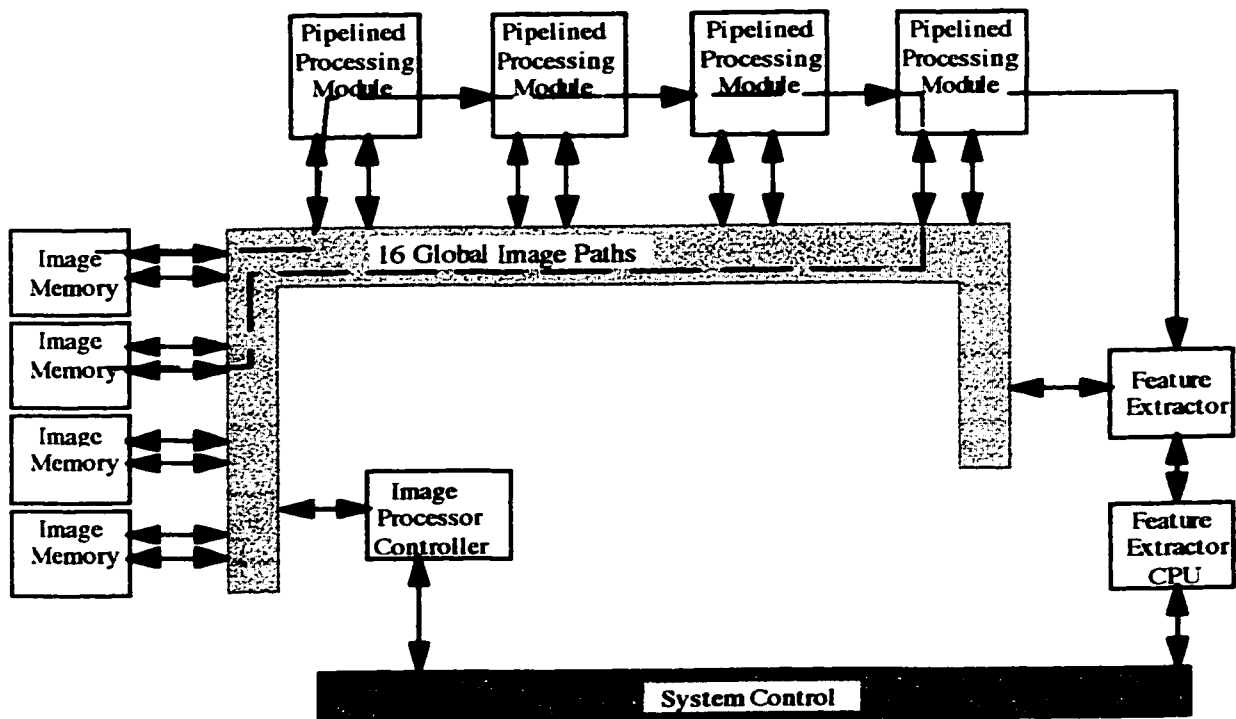 Pipelined
Processing
Module
Pipelined
Processing
Module
Pipelined
Processing
Module
Pipelined
Processing
Module
16 Global Image Paths
Image
Memory
Image
Memory
Image
Memory
Image
Memory
Image
Processor
Controller
Feature
Extractor
Feature
Extractor
CPU
System Control